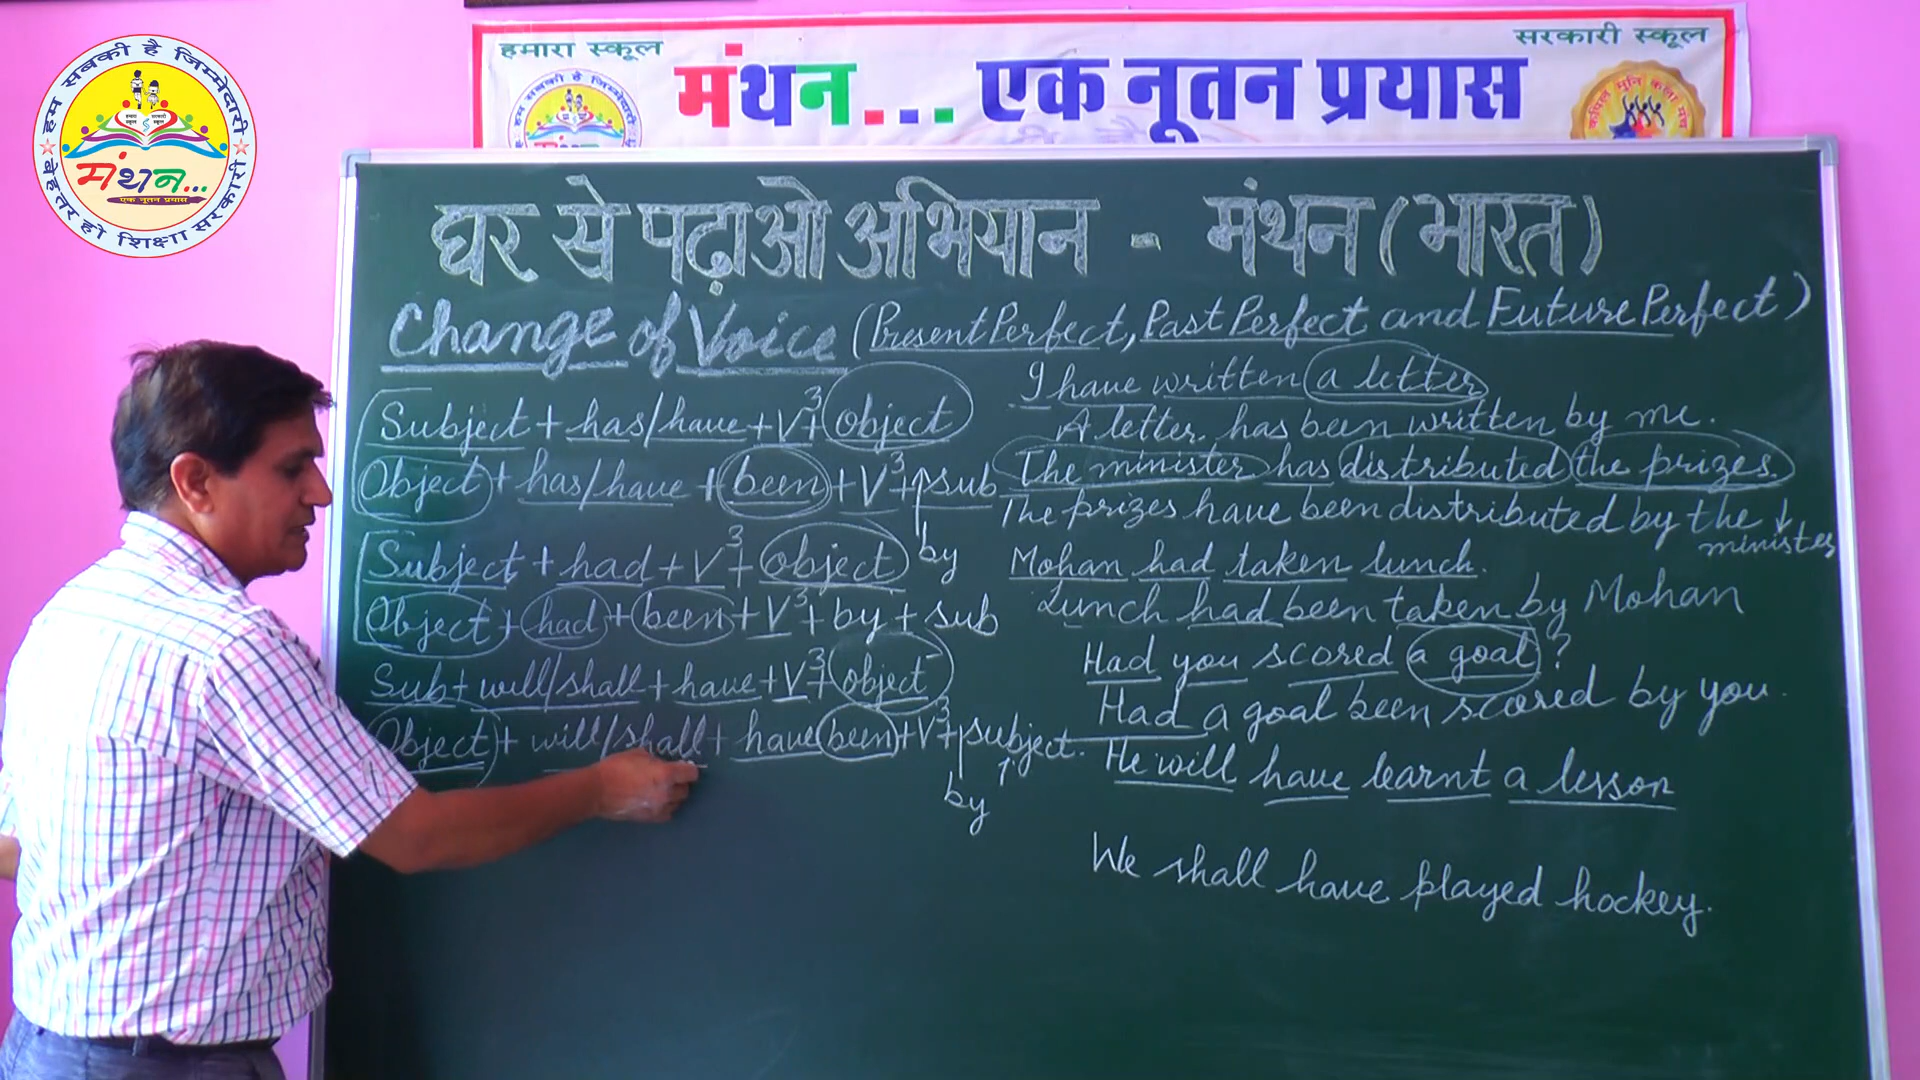 हम सबकी है जिम्मेदारी
मंथन...
एक नूतन प्रयास
बेहतर हो शिक्षा सरकारी
हमारा स्कूल
सरकारी स्कूल
मंथन... एक नूतन प्रयास
हम सबकी है जिम्मेदारी
कपिल मुनि कला मंच
घर से पढ़ाओ अभियान - मंथन (भारत)
Change of Voice (Present Perfect, Past Perfect and Future Perfect)
Subject + has/have + V3 + object
Object + has/have + been + V3 + sub
by
Subject + had + V3 + object
Object + had + been + V3 + by + sub
Sub + will/shall + have + V3 + object
Object + will/shall + have been + V3 + subject.
by
I have written a letter
A letter has been written by me.
The minister has distributed the prizes.
The prizes have been distributed by the
minister
Mohan had taken lunch.
Lunch had been taken by Mohan
Had you scored a goal?
Had a goal been scored by you.
He will have learnt a lesson
We shall have played hockey.